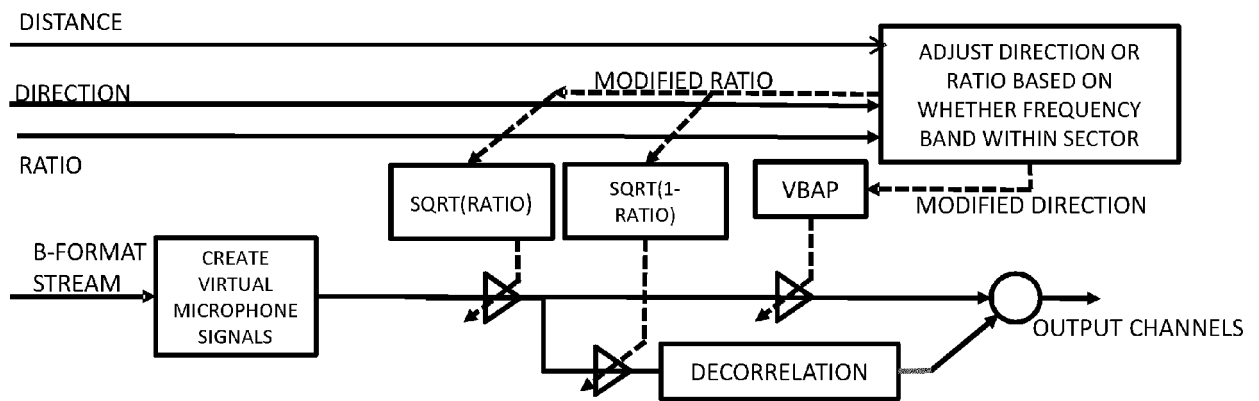 DISTANCE
ADJUST DIRECTION OR
RATIO BASED ON
WHETHER FREQUENCY
BAND WITHIN SECTOR
MODIFIED RATIO
DIRECTION
RATIO
SQRT(RATIO)
SQRT(1-
RATIO)
VBAP
MODIFIED DIRECTION
B-FORMAT
STREAM
CREATE
VIRTUAL
MICROPHONE
SIGNALS
OUTPUT CHANNELS
DECORRELATION